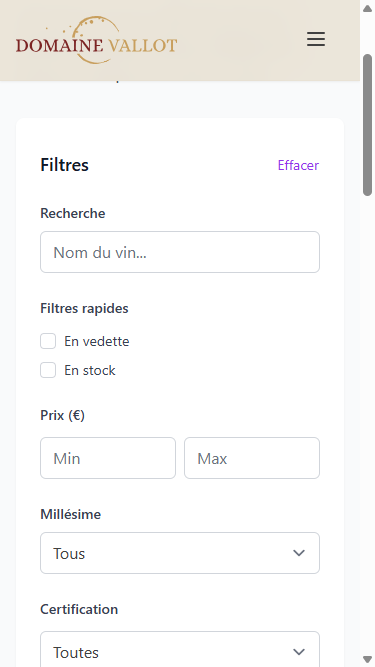 DOMAINE VALLOT
Filtres
Effacer
Recherche
Nom du vin...
Filtres rapides
En vedette
En stock
Prix (€)
Min
Max
Millésime
Tous
Certification
Toutes